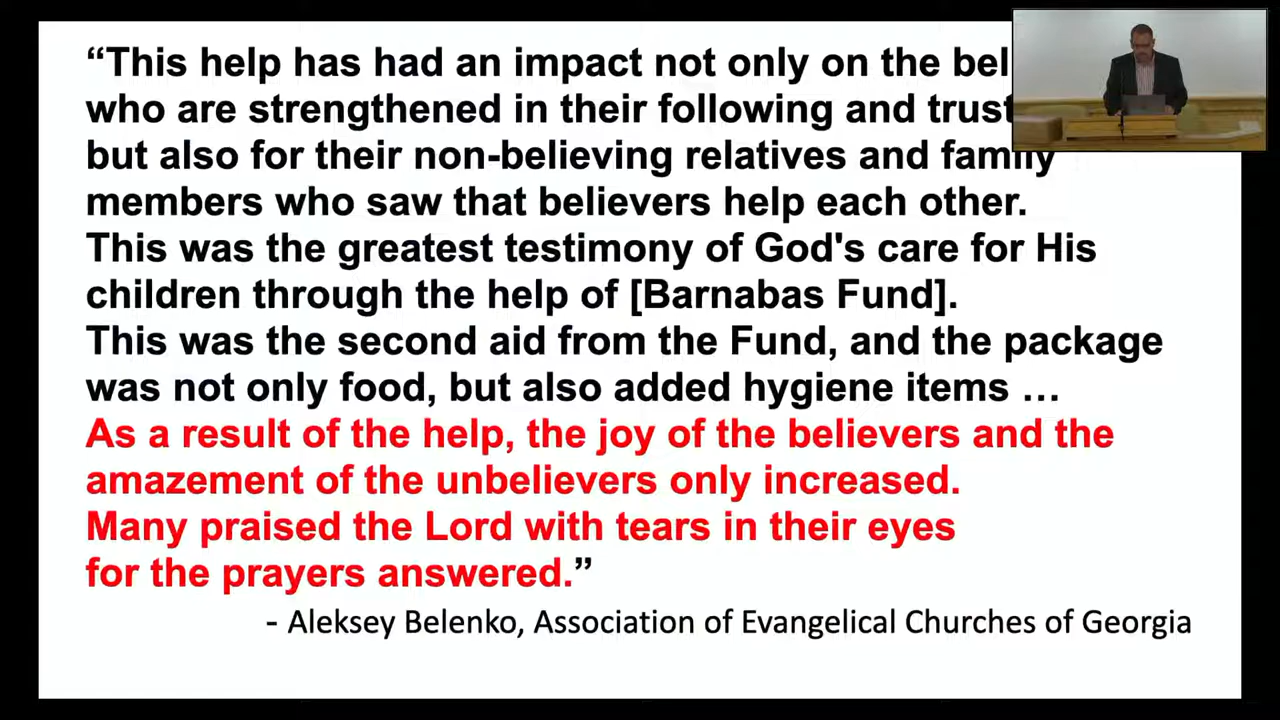 “This help has had an impact not only on the
who are strengthened in their following and trust
but also for their non-believing relatives and family
members who saw that believers help each other.
This was the greatest testimony of God's care for His
children through the help of [Barnabas Fund].
This was the second aid from the Fund, and the package
was not only food, but also added hygiene items …
As a result of the help, the joy of the believers and the
amazement of the unbelievers only increased.
Many praised the Lord with tears in their eyes
for the prayers answered.”
- Aleksey Belenko, Association of Evangelical Churches of Georgia